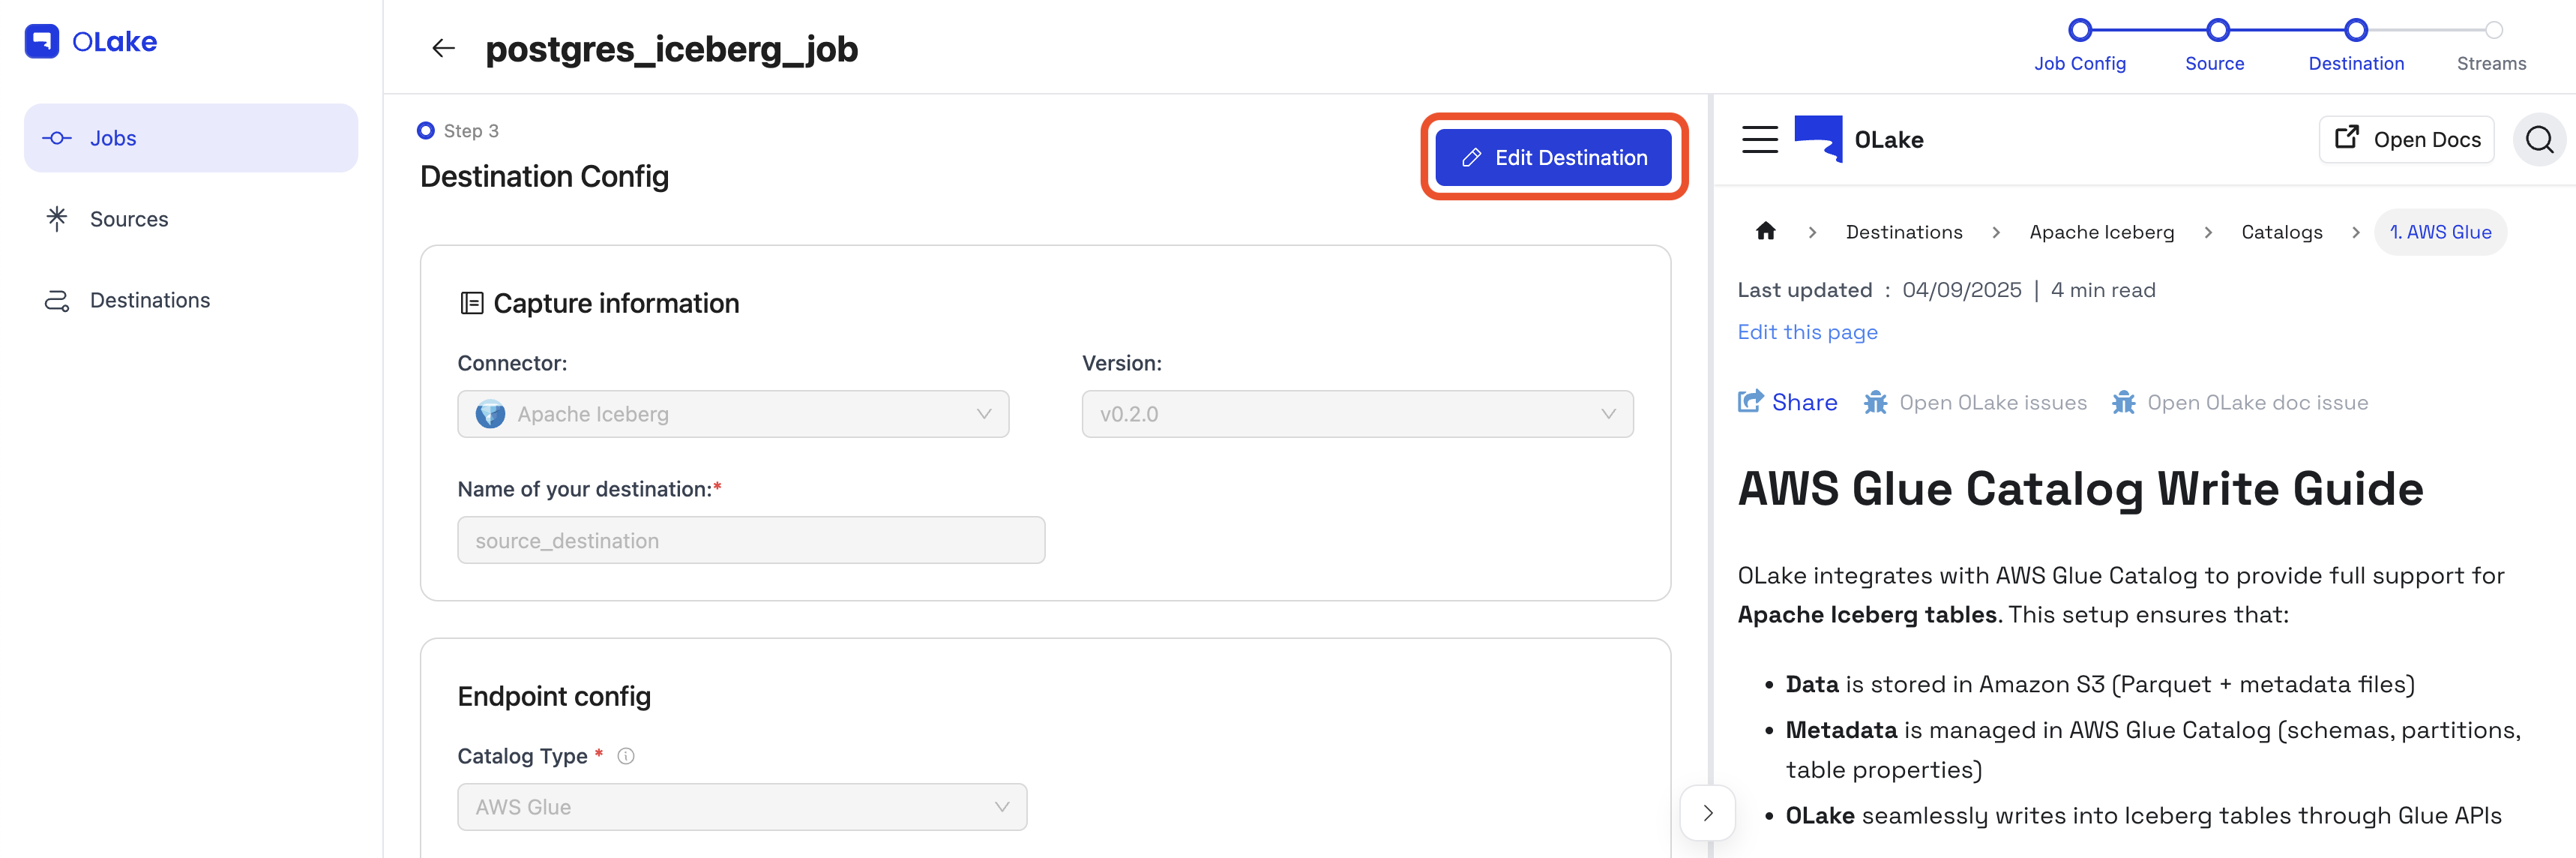 OLake
Jobs
Sources
Destinations
postgres_iceberg_job
Job Config
Source
Destination
Streams
Step 3
Destination Config
Edit Destination
Capture information
Connector:
Version:
Apache Iceberg
v0.2.0
Name of your destination:*
source_destination
Endpoint config
Catalog Type *
AWS Glue
OLake
Open Docs
Destinations
Apache Iceberg
Catalogs
1. AWS Glue
Last updated : 04/09/2025 | 4 min read
Edit this page
Share
Open OLake issues
Open OLake doc issue
AWS Glue Catalog Write Guide
OLake integrates with AWS Glue Catalog to provide full support for
Apache Iceberg tables. This setup ensures that:
• Data is stored in Amazon S3 (Parquet + metadata files)
• Metadata is managed in AWS Glue Catalog (schemas, partitions,
table properties)
• OLake seamlessly writes into Iceberg tables through Glue APIs